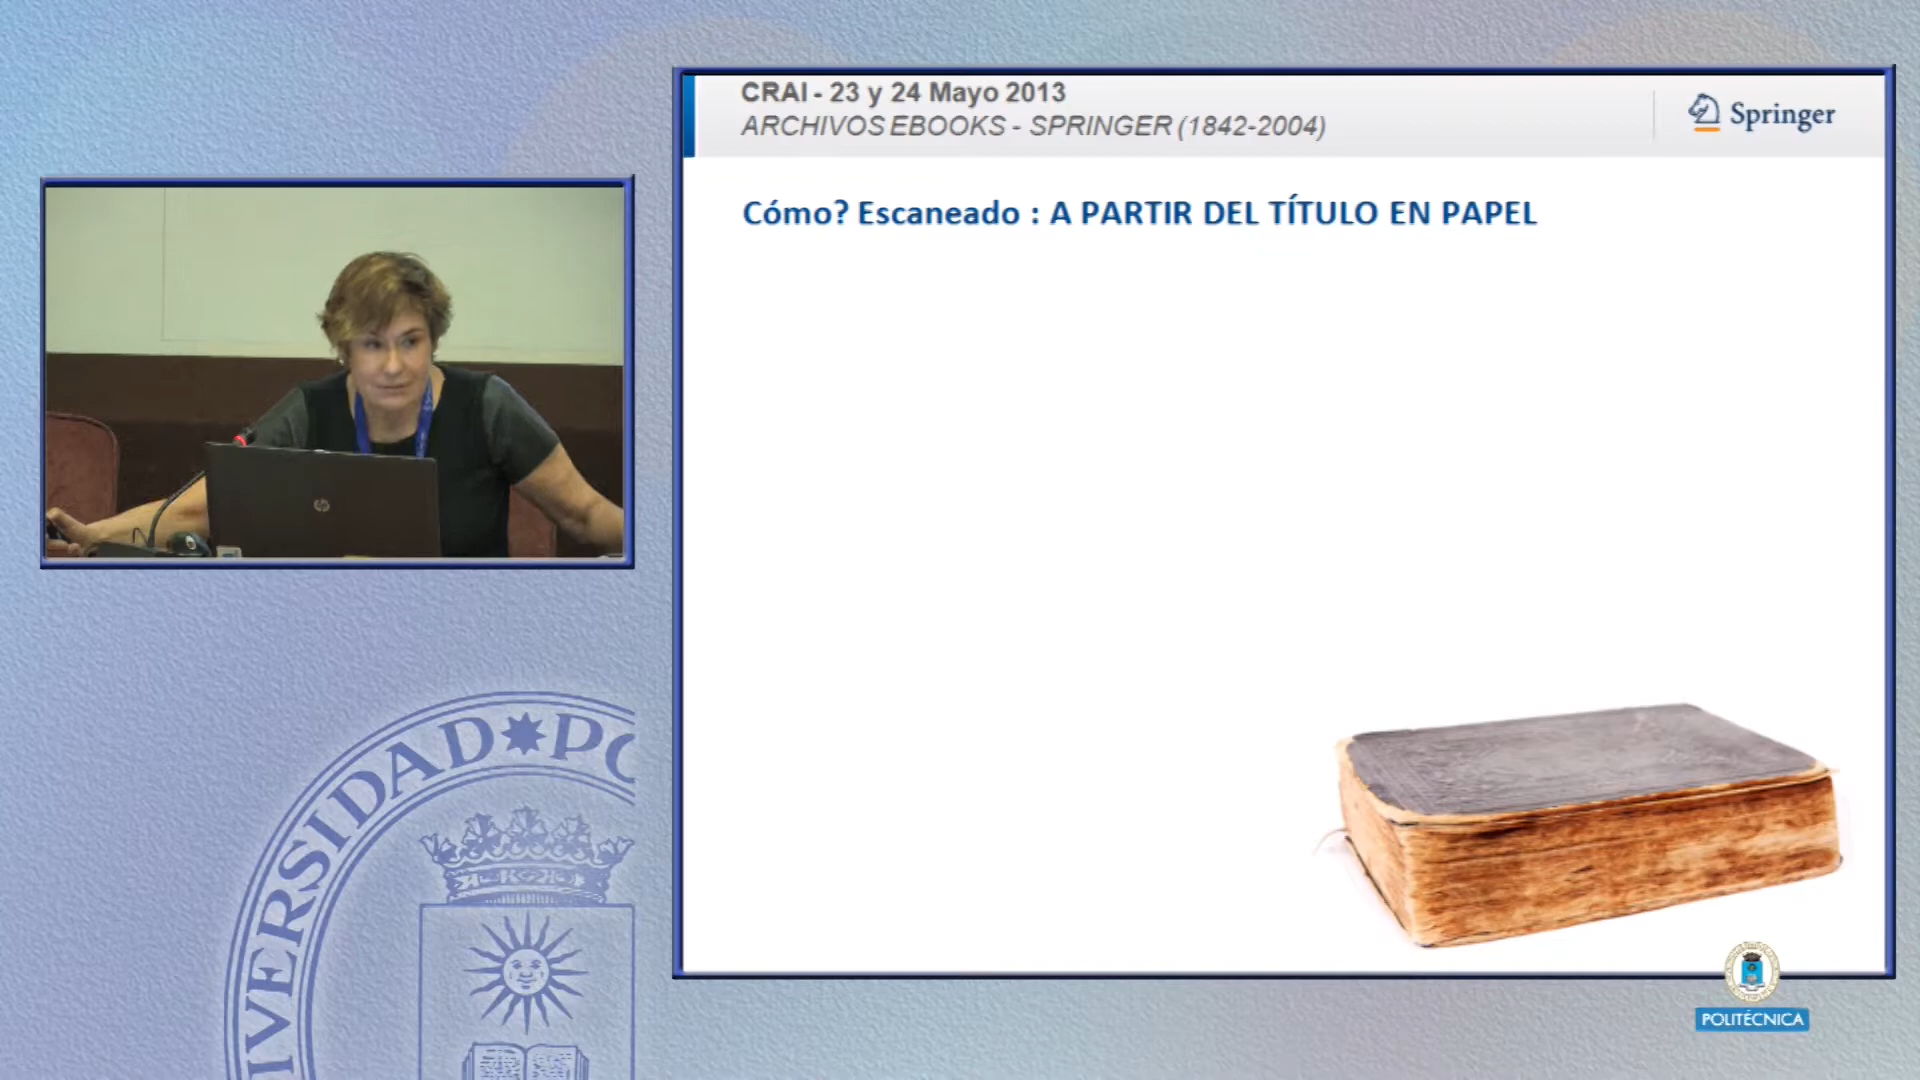 CRAI - 23 y 24 Mayo 2013
ARCHIVOS EBOOKS - SPRINGER (1842-2004)
Springer
Cómo? Escaneado : A PARTIR DEL TÍTULO EN PAPEL
IVERSIDAD PO
POLITÉCNICA